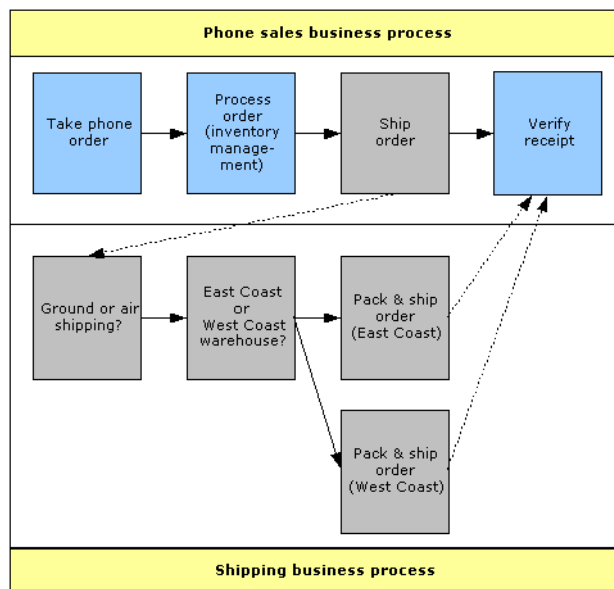 Phone sales business process
Take phone
order
Process
order
(inventory
manage-
ment)
Ship
order
Verify
receipt
Ground or air
shipping?
East Coast
or
West Coast
warehouse?
Pack & ship
order
(East Coast)
Pack & ship
order
(West Coast)
Shipping business process